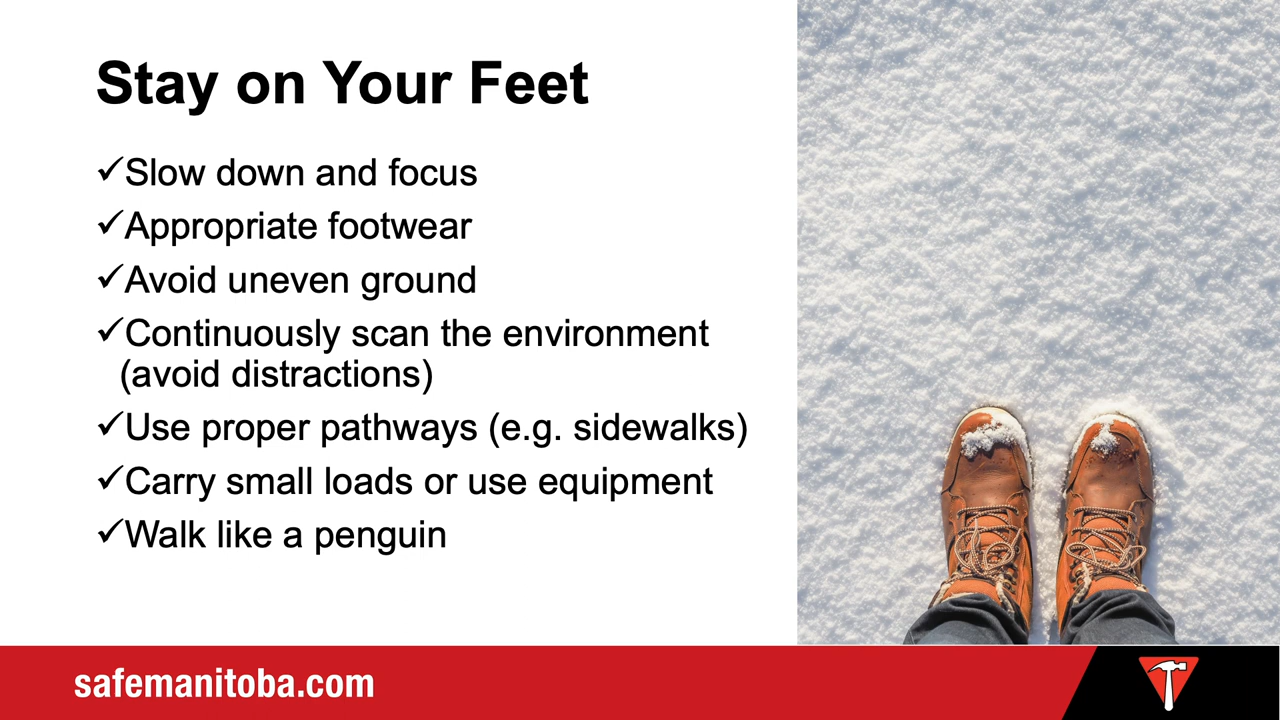 Stay on Your Feet
✓Slow down and focus
✓Appropriate footwear
✓Avoid uneven ground
✓Continuously scan the environment
(avoid distractions)
✓Use proper pathways (e.g. sidewalks)
✓Carry small loads or use equipment
✓Walk like a penguin
safemanitoba.com